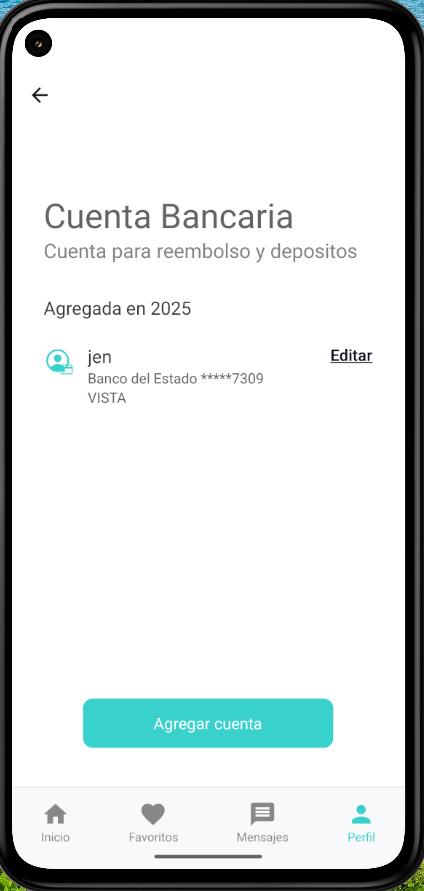 Cuenta Bancaria
Cuenta para reembolso y depositos
Agregada en 2025
jen
Editar
Banco del Estado *****7309
VISTA
Agregar cuenta
Inicio
Favoritos
Mensajes
Perfil